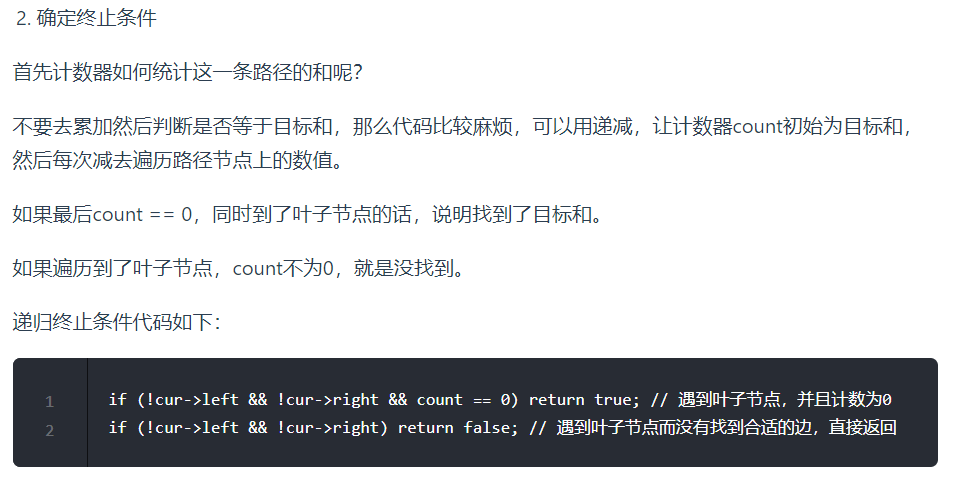 2. 确定终止条件
首先计数器如何统计这一条路径的和呢？
不要去累加然后判断是否等于目标和，那么代码比较麻烦，可以用递减，让计数器count初始为目标和，
然后每次减去遍历路径节点上的数值。
如果最后count == 0，同时到了叶子节点的话，说明找到了目标和。
如果遍历到了叶子节点，count不为0，就是没找到。
递归终止条件代码如下：
1 if (!cur->left && !cur->right && count == 0) return true; // 遇到叶子节点，并且计数为0
2 if (!cur->left && !cur->right) return false; // 遇到叶子节点而没有找到合适的边，直接返回